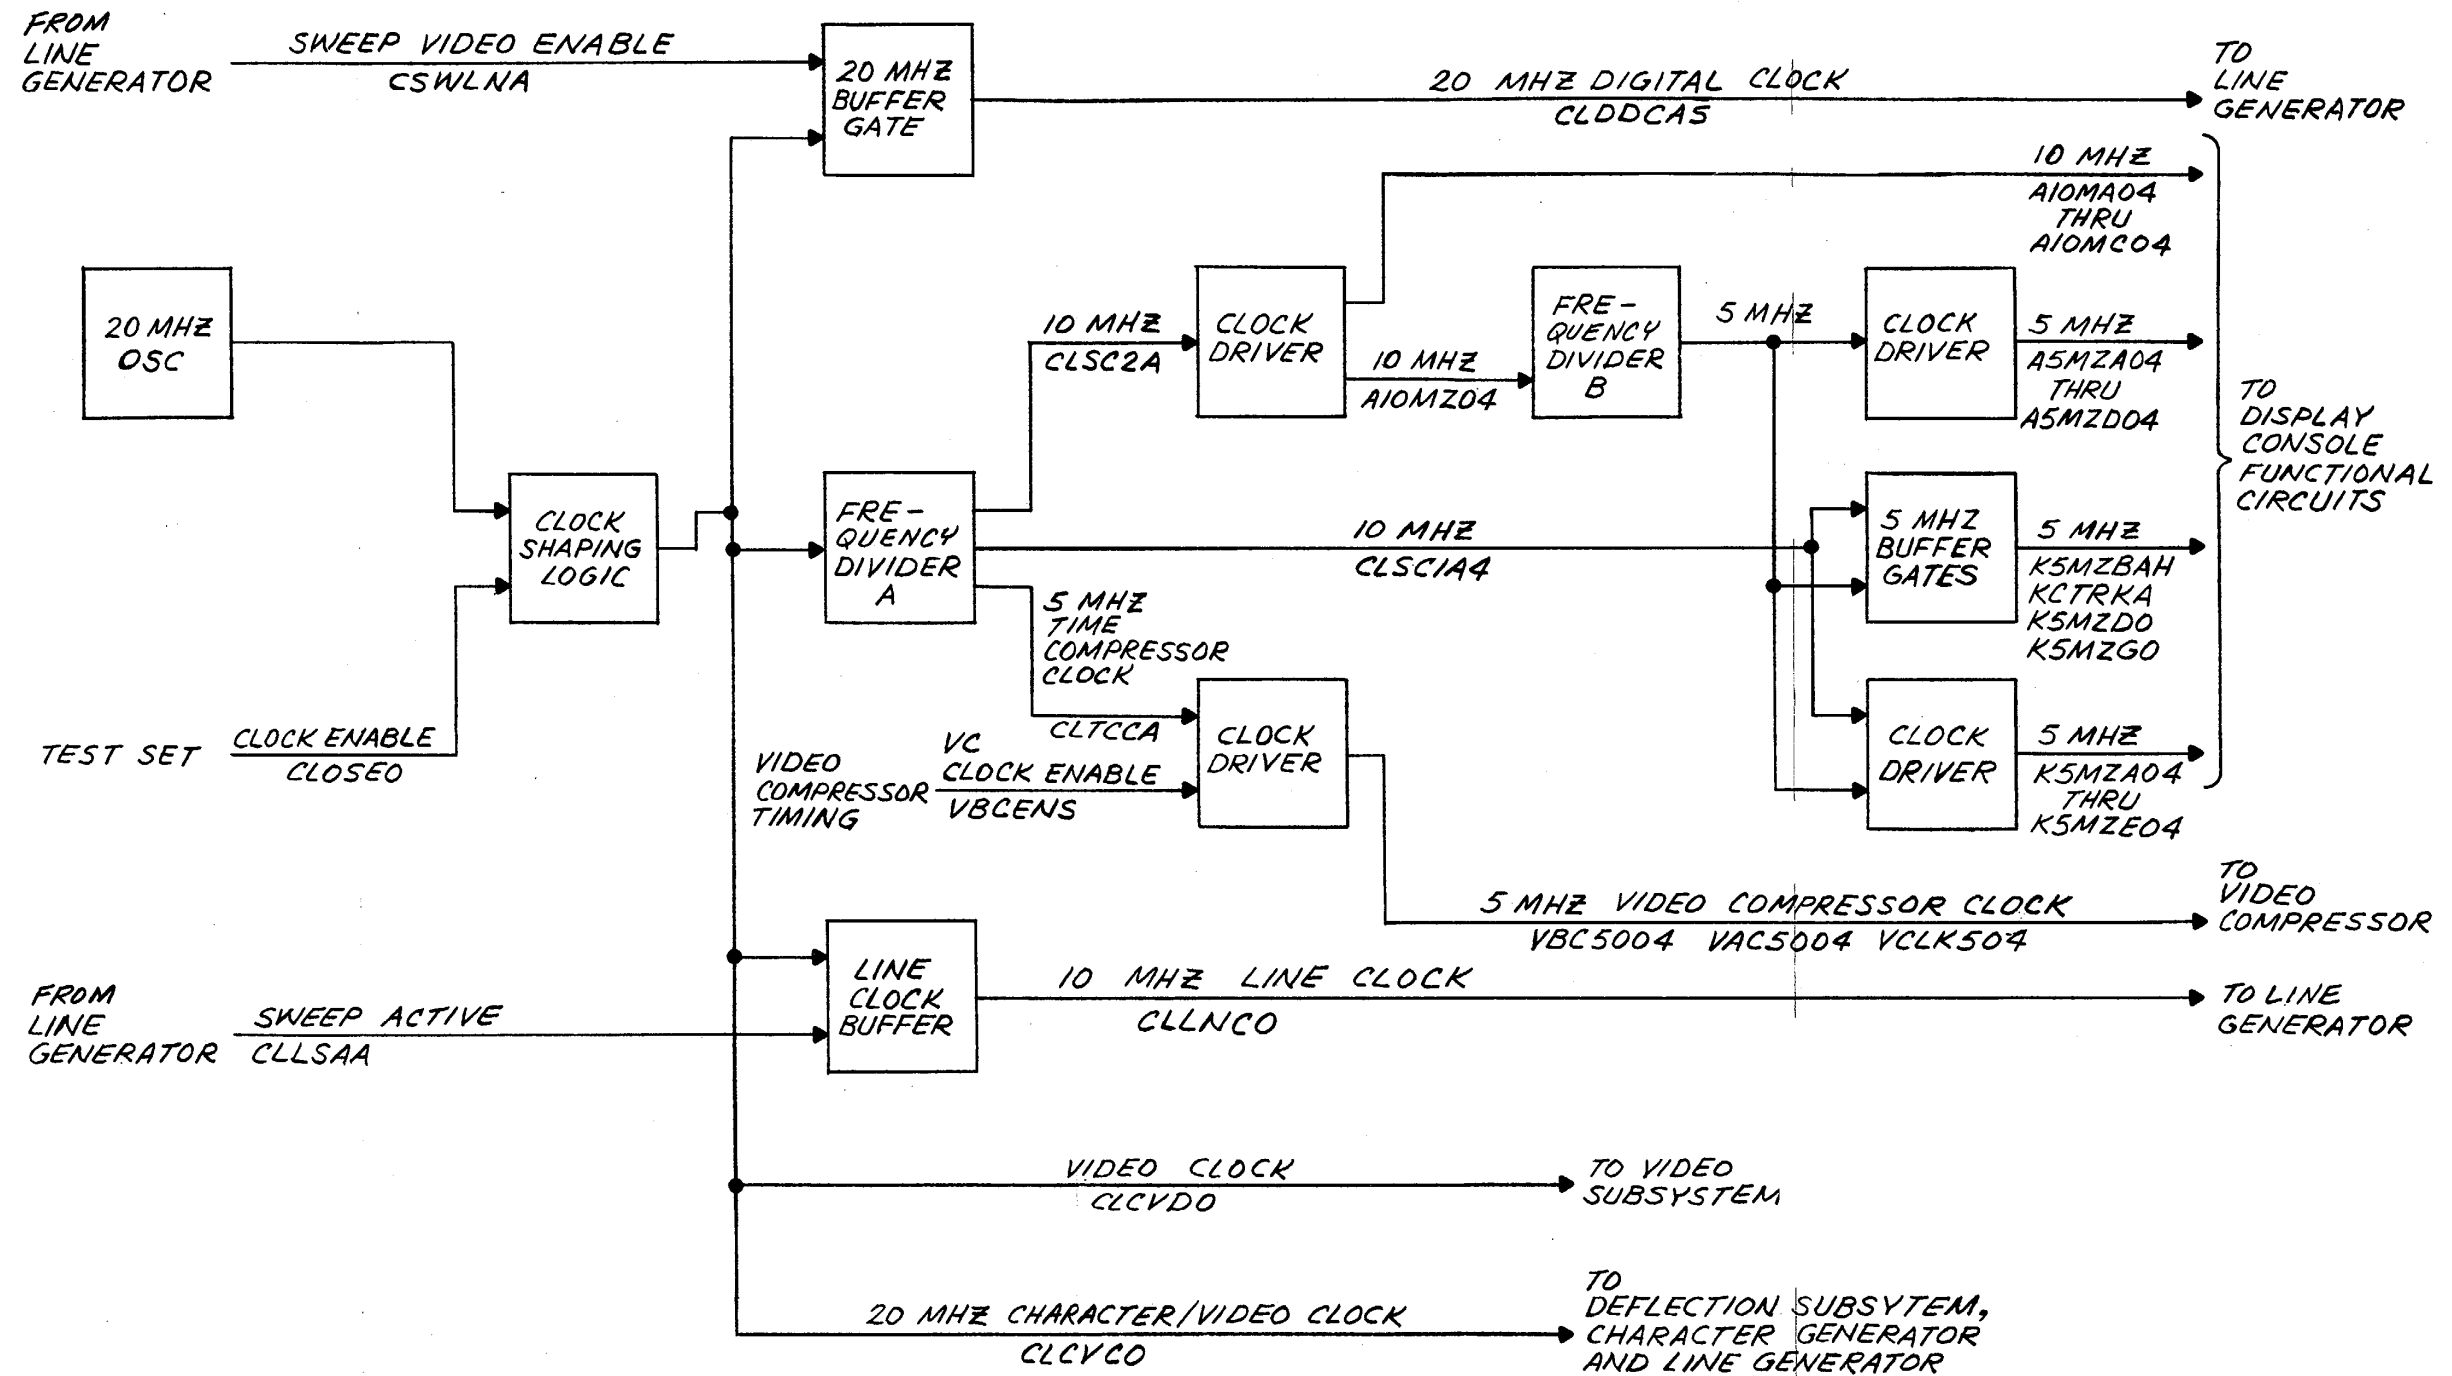 FROM
LINE
GENERATOR
SWEEP VIDEO ENABLE
CSWLNA
20 MHZ
BUFFER
GATE
20 MHZ DIGITAL CLOCK
CLDDCAS
TO
LINE
GENERATOR
10 MHZ
A10MA04
THRU
A10MC04
20 MHZ
OSC
10 MHZ
CLSC2A
CLOCK
DRIVER
10 MHZ
A10MZ04
FRE-
QUENCY
DIVIDER
B
5 MHZ
CLOCK
DRIVER
5 MHZ
A5MZA04
THRU
A5MZD04
TO
DISPLAY
CONSOLE
FUNCTIONAL
CIRCUITS
CLOCK
SHAPING
LOGIC
FRE-
QUENCY
DIVIDER
A
10 MHZ
CLSC1A4
5 MHZ
BUFFER
GATES
5 MHZ
K5MZBAH
KCTRKA
K5MZD0
K5MZG0
5 MHZ
TIME
COMPRESSOR
CLOCK
CLTCCA
TEST SET
CLOCK ENABLE
CLOSE0
VIDEO
COMPRESSOR
TIMING
VC
CLOCK ENABLE
VBCENS
CLOCK
DRIVER
CLOCK
DRIVER
5 MHZ
K5MZA04
THRU
K5MZE04
5 MHZ VIDEO COMPRESSOR CLOCK
VBC5004 VAC5004 VCLK504
TO
VIDEO
COMPRESSOR
FROM
LINE
GENERATOR
SWEEP ACTIVE
CLLSAA
LINE
CLOCK
BUFFER
10 MHZ LINE CLOCK
CLLNC0
TO LINE
GENERATOR
VIDEO CLOCK
CLCVD0
TO VIDEO
SUBSYSTEM
20 MHZ CHARACTER/VIDEO CLOCK
CLCVC0
TO
DEFLECTION SUBSYTEM,
CHARACTER GENERATOR
AND LINE GENERATOR